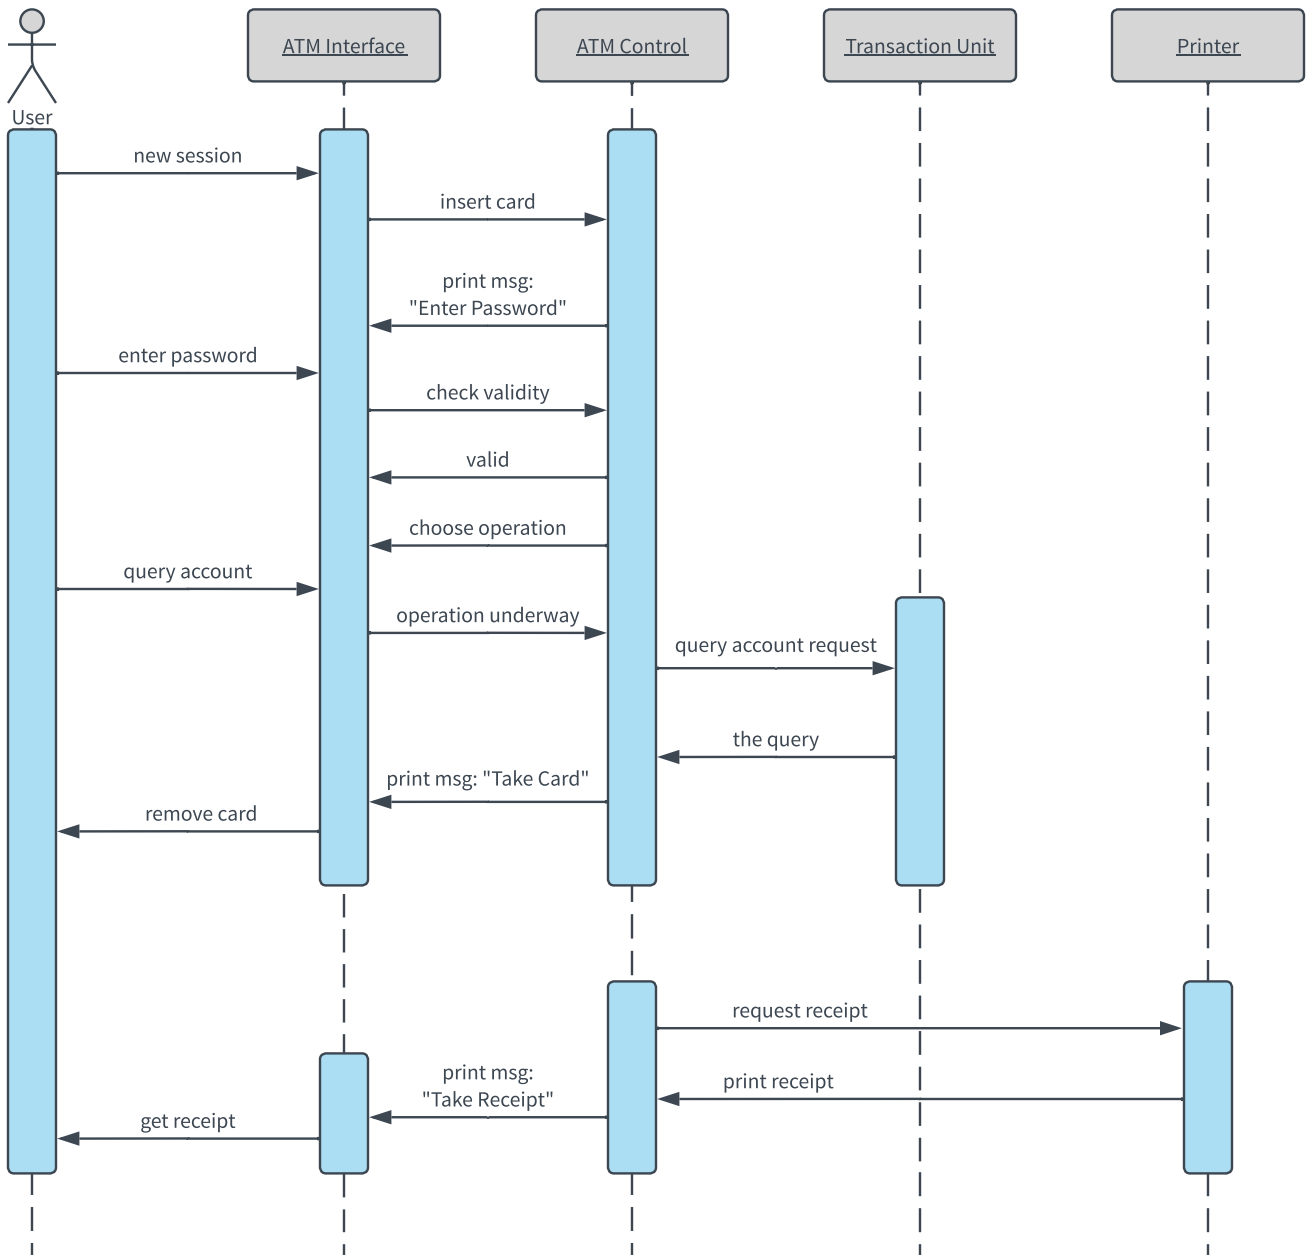 ATM Interface
ATM Control
Transaction Unit
Printer
User
new session
insert card
print msg:
"Enter Password"
enter password
check validity
valid
choose operation
query account
operation underway
query account request
the query
print msg: "Take Card"
remove card
request receipt
print msg:
"Take Receipt"
print receipt
get receipt